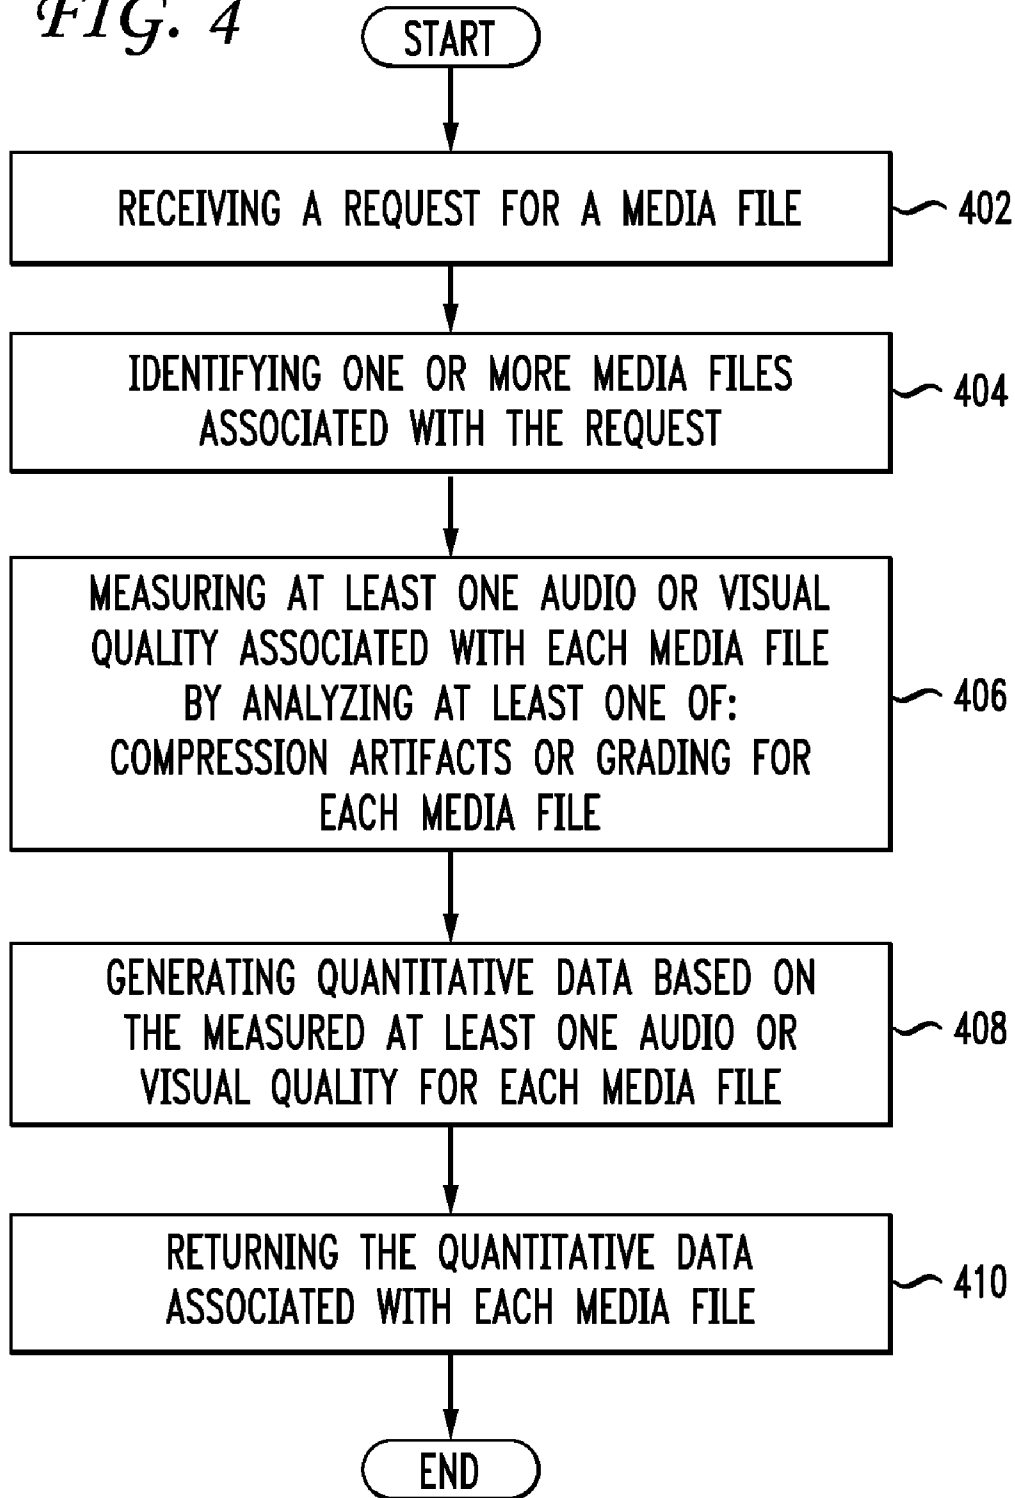 FIG. 4
START
RECEIVING A REQUEST FOR A MEDIA FILE
402
IDENTIFYING ONE OR MORE MEDIA FILES
ASSOCIATED WITH THE REQUEST
404
MEASURING AT LEAST ONE AUDIO OR VISUAL
QUALITY ASSOCIATED WITH EACH MEDIA FILE
BY ANALYZING AT LEAST ONE OF:
COMPRESSION ARTIFACTS OR GRADING FOR
EACH MEDIA FILE
406
GENERATING QUANTITATIVE DATA BASED ON
THE MEASURED AT LEAST ONE AUDIO OR
VISUAL QUALITY FOR EACH MEDIA FILE
408
RETURNING THE QUANTITATIVE DATA
ASSOCIATED WITH EACH MEDIA FILE
410
END